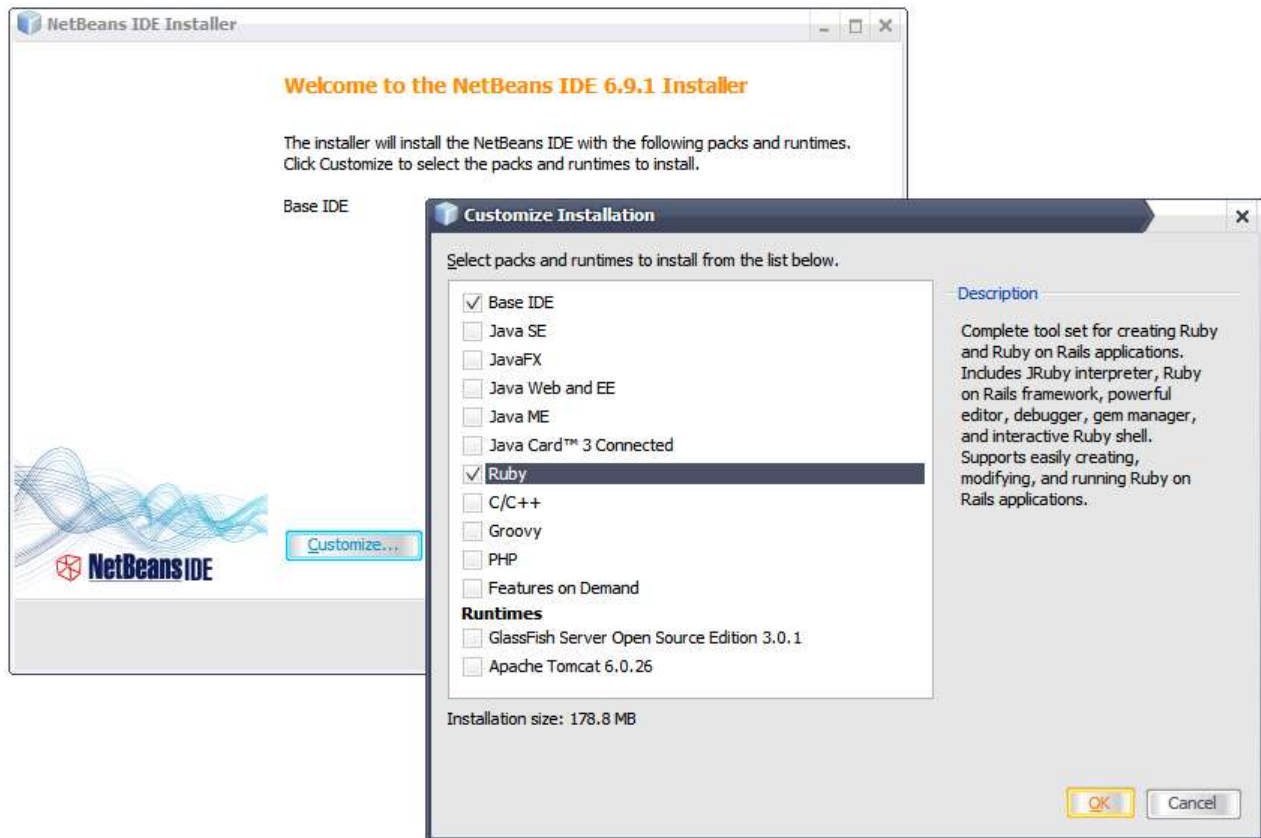 NetBeans IDE Installer
Welcome to the NetBeans IDE 6.9.1 Installer
The installer will install the NetBeans IDE with the following packs and runtimes.
Click Customize to select the packs and runtimes to install.
Base IDE
Customize...
NetBeans IDE
Customize Installation
Select packs and runtimes to install from the list below.
Base IDE
Java SE
JavaFX
Java Web and EE
Java ME
Java Card™ 3 Connected
Ruby
C/C++
Groovy
PHP
Features on Demand
Runtimes
GlassFish Server Open Source Edition 3.0.1
Apache Tomcat 6.0.26
Installation size: 178.8 MB
Description
Complete tool set for creating Ruby
and Ruby on Rails applications.
Includes JRuby interpreter, Ruby
on Rails framework, powerful
editor, debugger, gem manager,
and interactive Ruby shell.
Supports easily creating,
modifying, and running Ruby on
Rails applications.
OK
Cancel